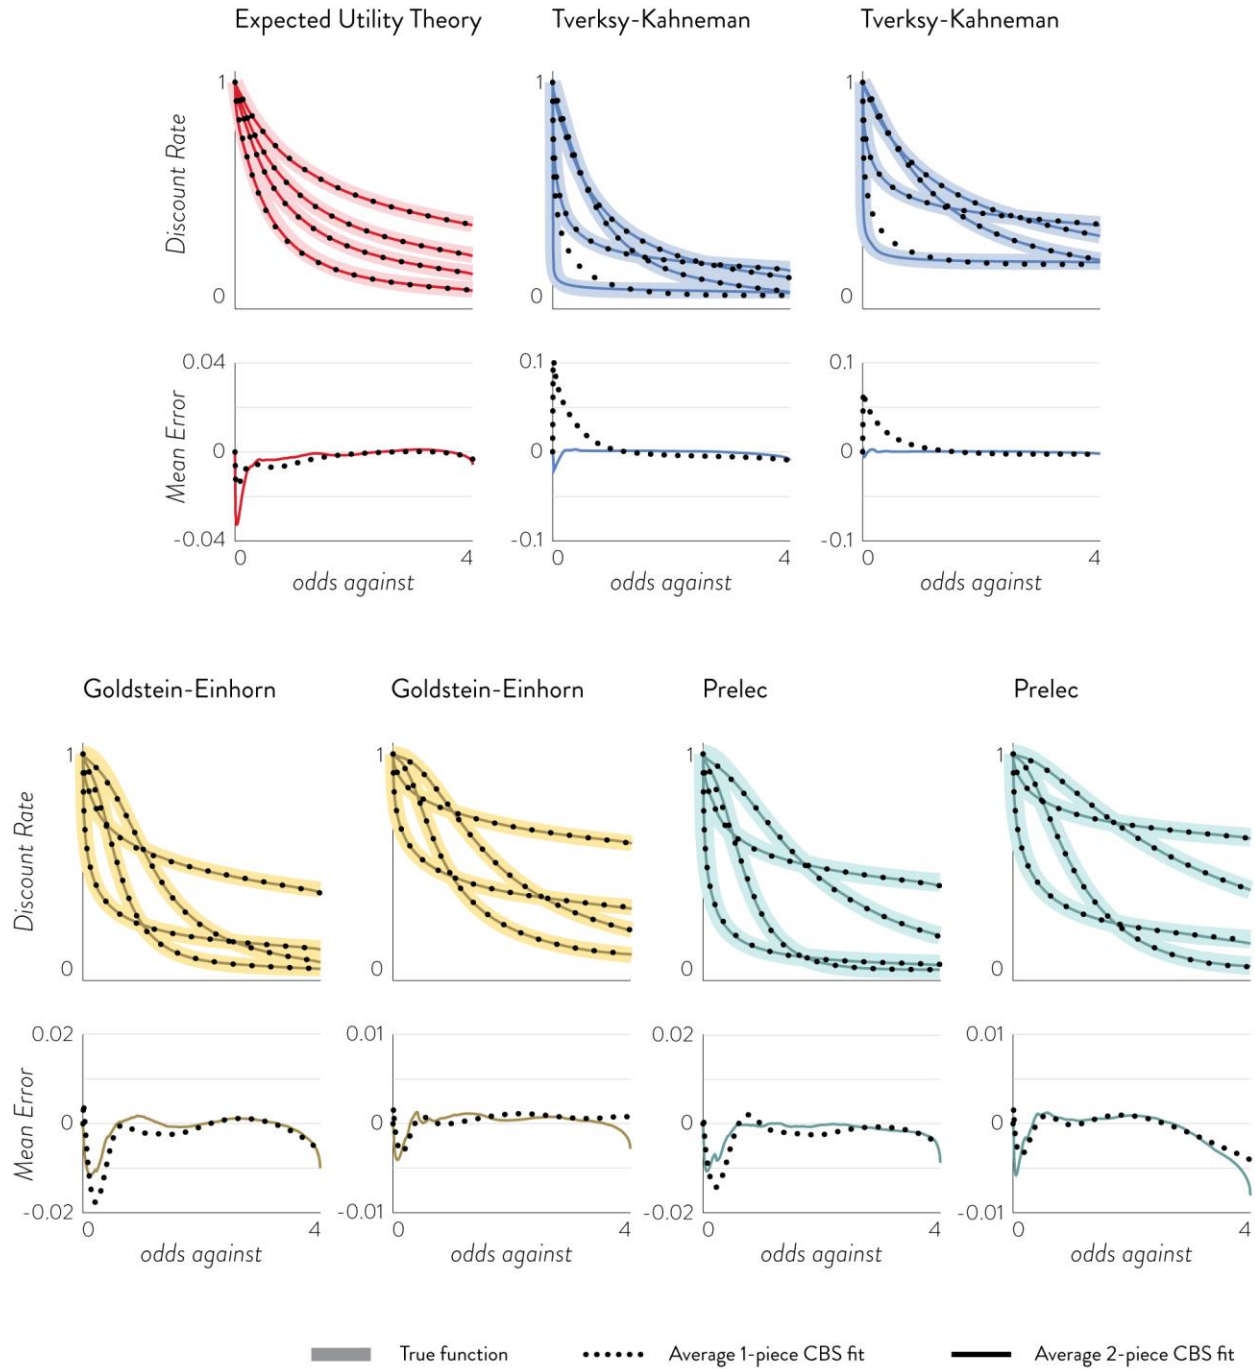 Expected Utility Theory
Tverksy-Kahneman
Tverksy-Kahneman
Discount Rate
1
0
1
0
1
0
Mean Error
0.04
0
-0.04
0.1
0
-0.1
0.1
0
-0.1
0 4
0 4
0 4
odds against
odds against
odds against
Goldstein-Einhorn
Goldstein-Einhorn
Prelec
Prelec
Discount Rate
1
0
1
0
1
0
1
0
Mean Error
0.02
0
-0.02
0.01
0
-0.01
0.02
0
-0.02
0.01
0
-0.01
0 4
0 4
0 4
0 4
odds against
odds against
odds against
odds against
True function
Average 1-piece CBS fit
Average 2-piece CBS fit